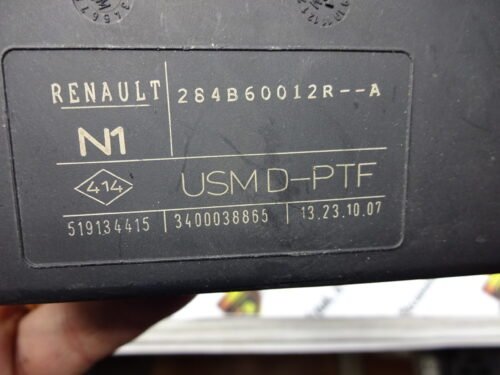 RENAULT 284B60012R--A
N1
414 USM D-PTF
519134415 3400038865 13.23.10.07